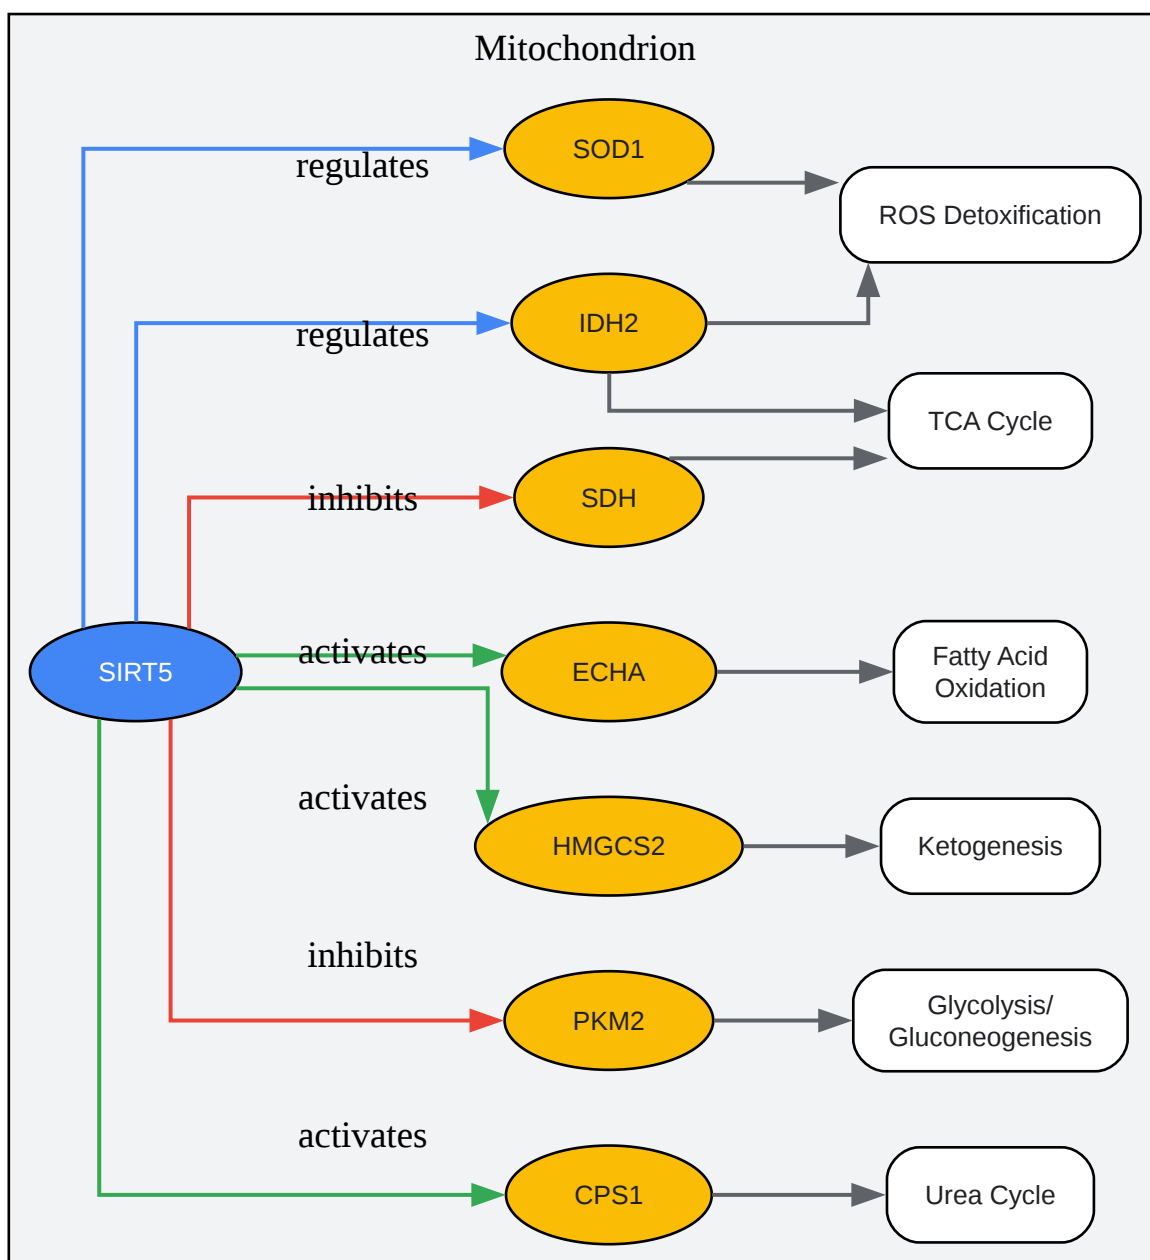 Mitochondrion
SOD1
regulates
ROS Detoxification
IDH2
regulates
TCA Cycle
SDH
inhibits
SIRT5
activates
ECHA
Fatty Acid
Oxidation
activates
HMGCS2
Ketogenesis
inhibits
PKM2
Glycolysis/
Gluconeogenesis
activates
CPS1
Urea Cycle